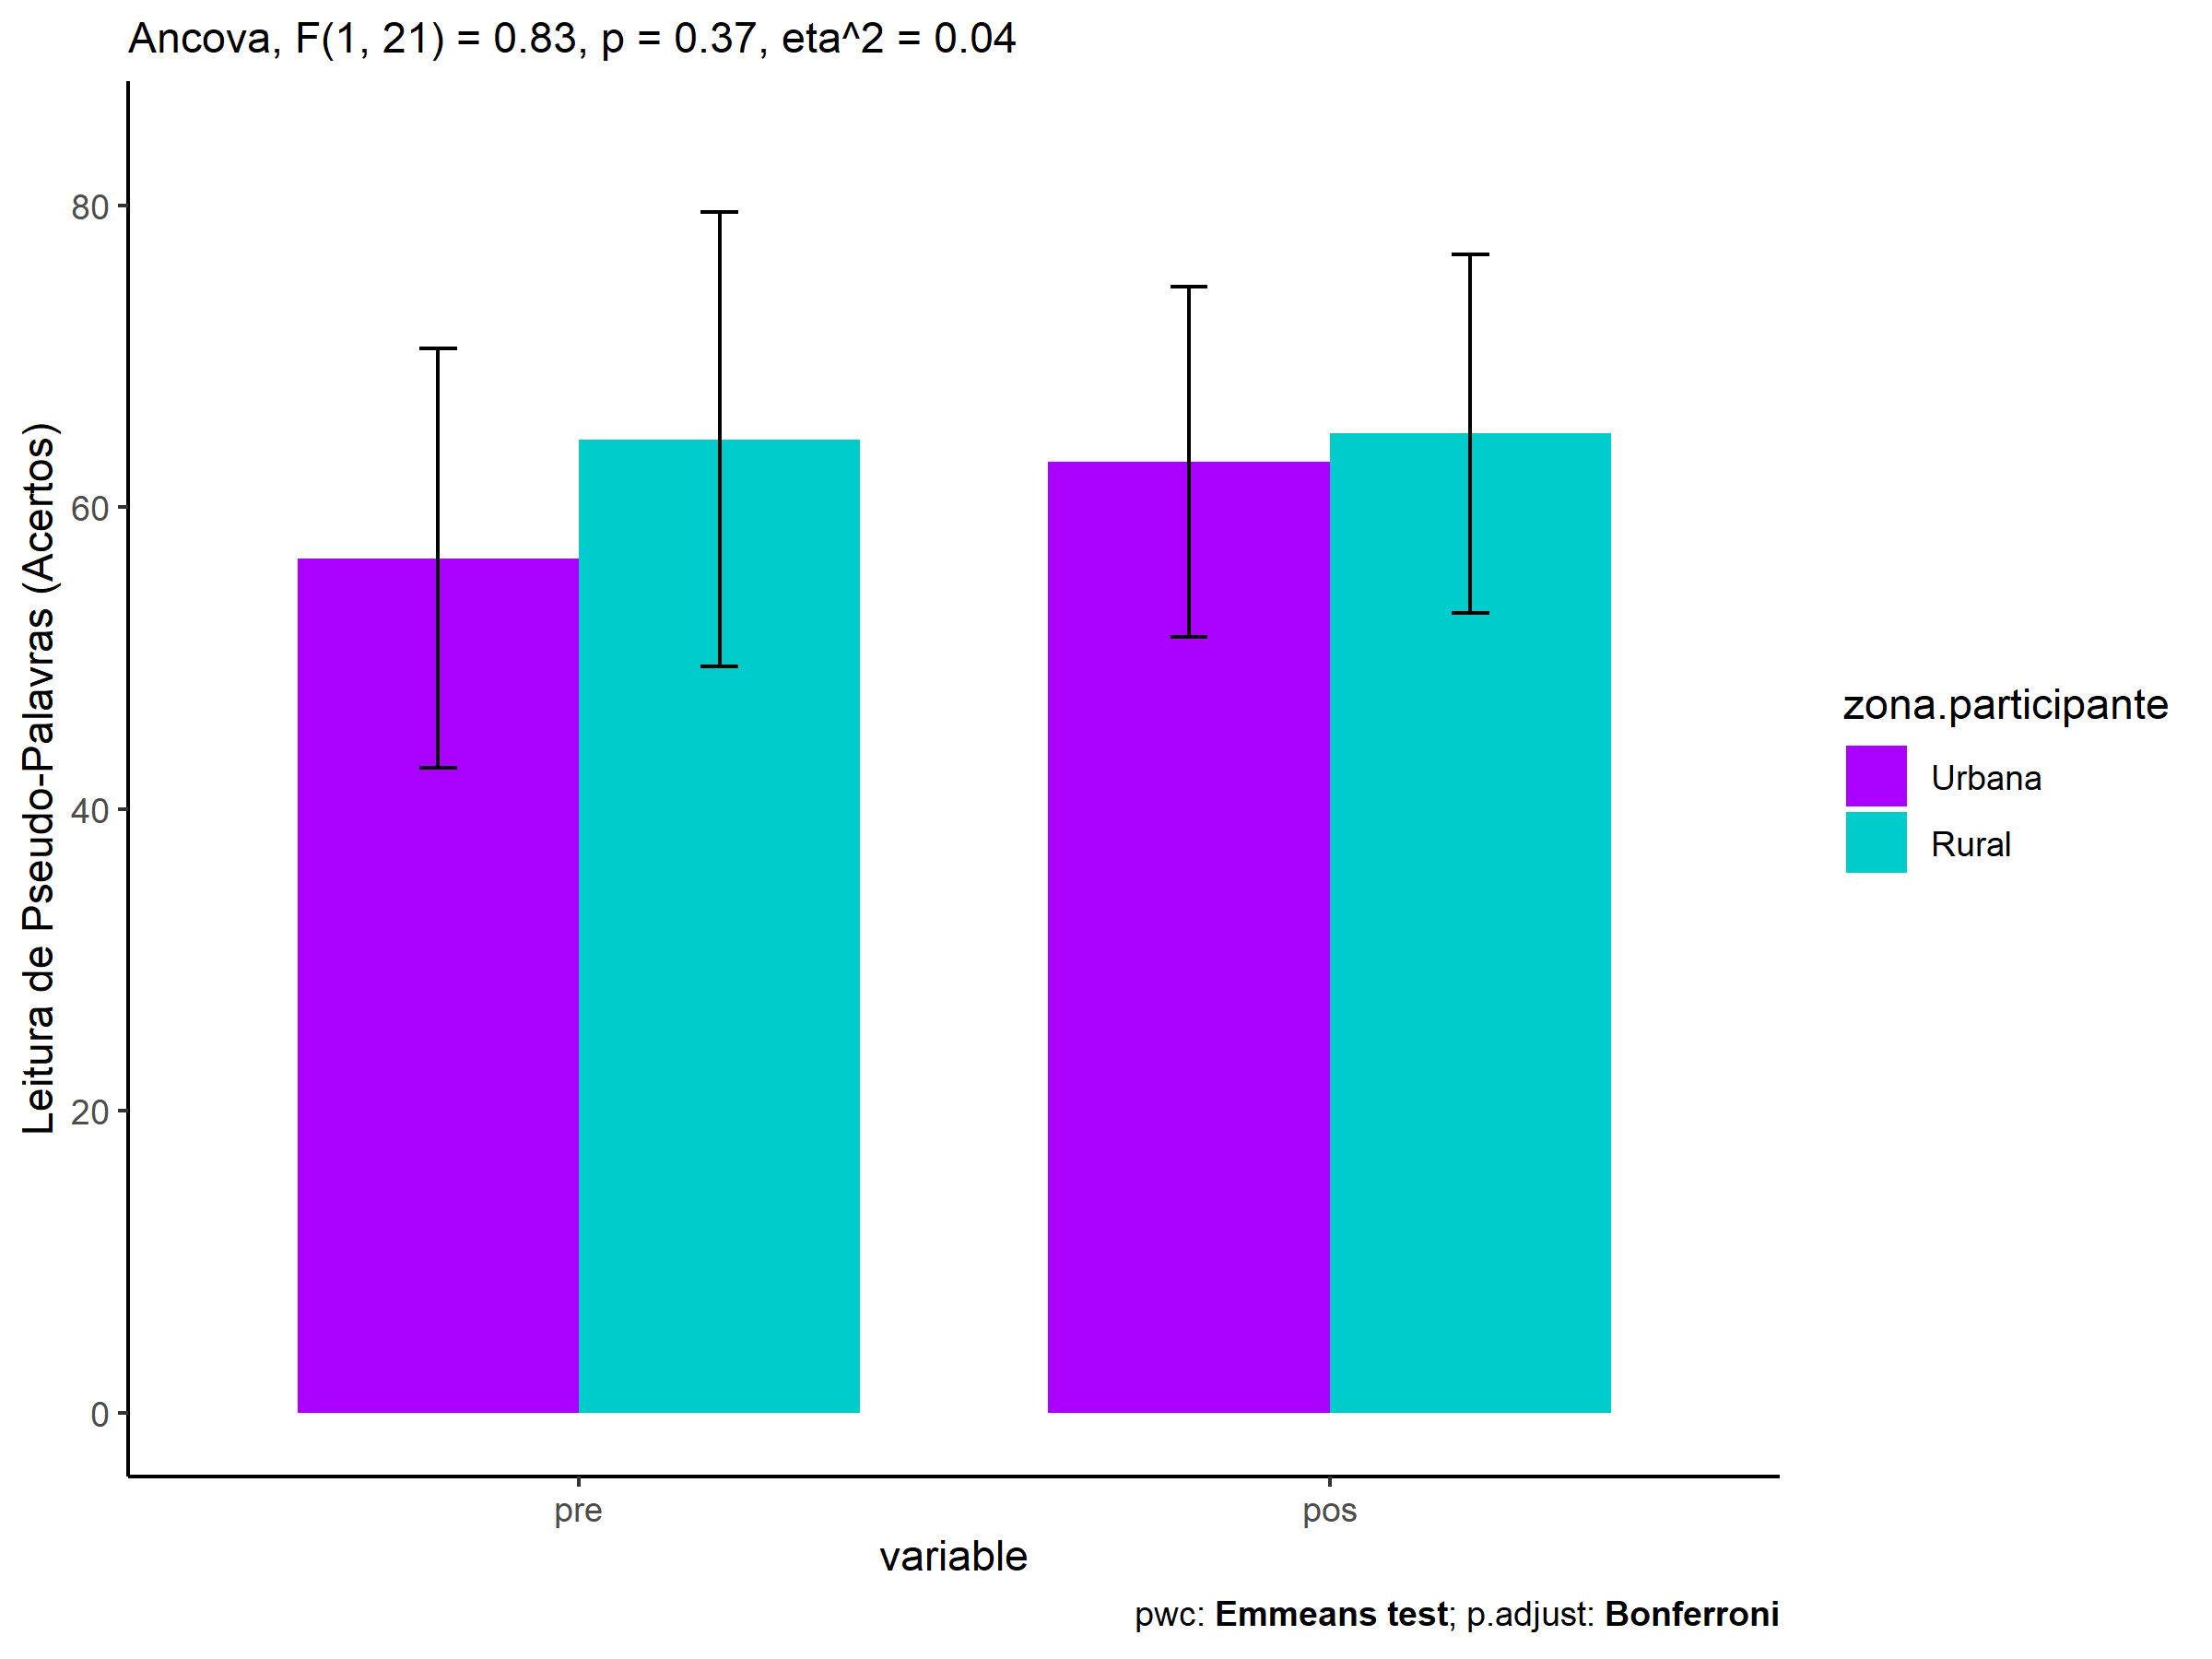 Ancova, F(1, 21) = 0.83, p = 0.37, eta^2 = 0.04
Leitura de Pseudo-Palavras (Acertos)
80
60
40
20
0
pre
pos
variable
zona.participante
Urbana
Rural
pwc: Emmeans test; p.adjust: Bonferroni